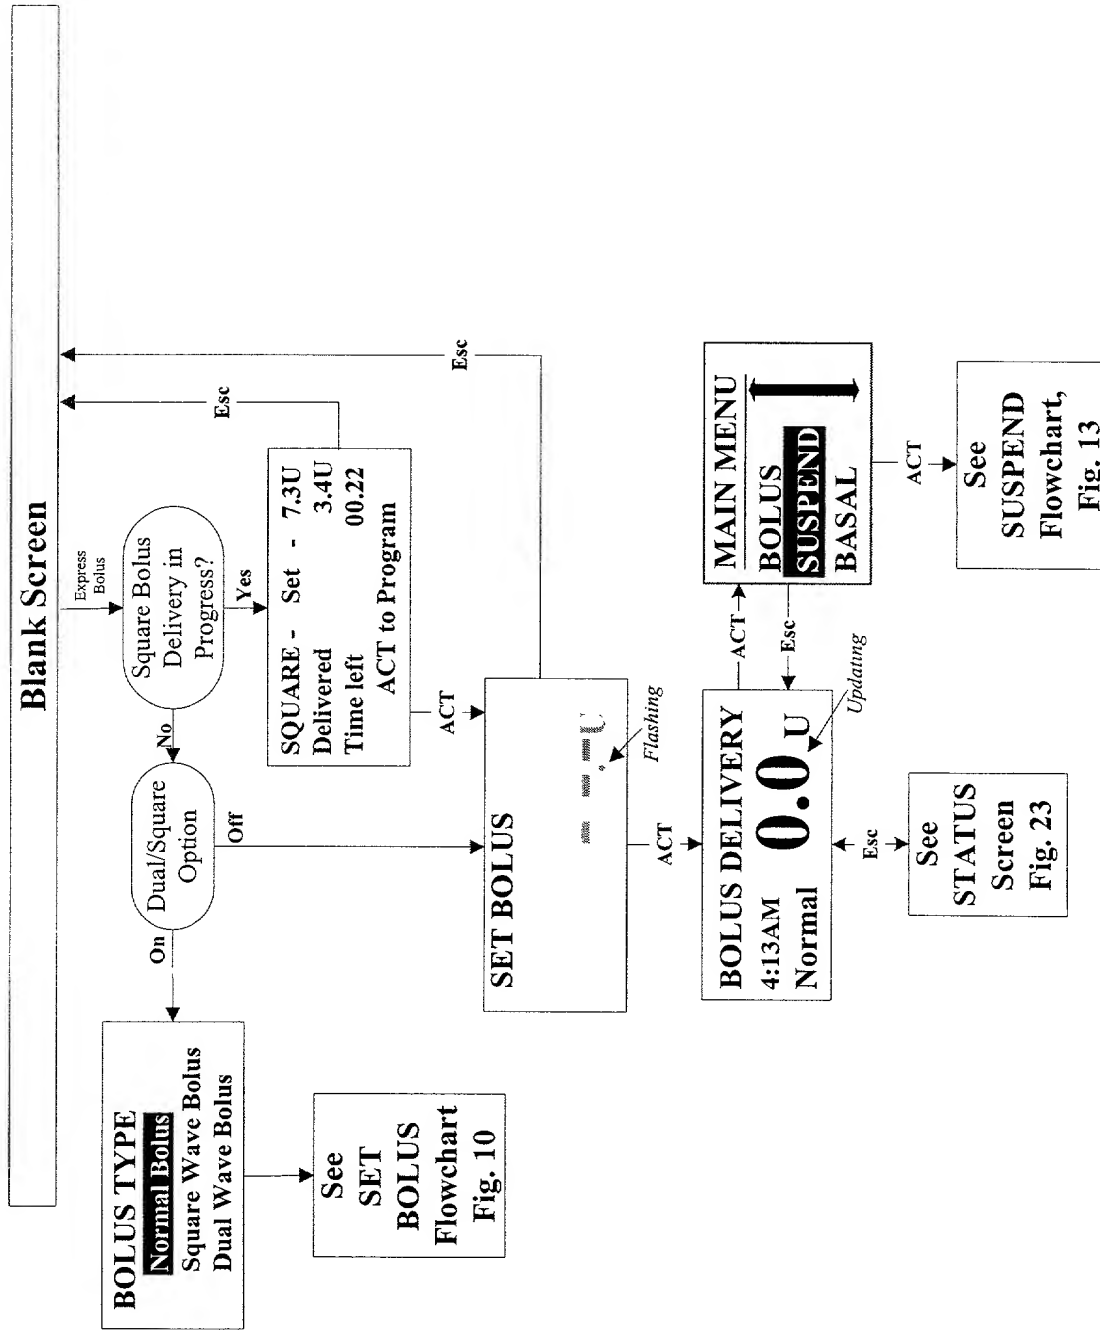 Blank Screen
Express
Bolus
Square Bolus
Delivery in
Progress?
No
Yes
Dual/Square
Option
On
Off
BOLUS TYPE
Normal Bolus
Square Wave Bolus
Dual Wave Bolus
See
SET
BOLUS
Flowchart
Fig. 10
SQUARE - Set - 7.3U
Delivered 3.4U
Time left 00.22
ACT to Program
Esc
Esc
ACT
SET BOLUS
- -.-U
Flashing
ACT
BOLUS DELIVERY
4:13AM 0.0 U
Normal
Updating
ACT
Esc
MAIN MENU
BOLUS
SUSPEND
BASAL
ACT
See
SUSPEND
Flowchart,
Fig. 13
Esc
See
STATUS
Screen
Fig. 23